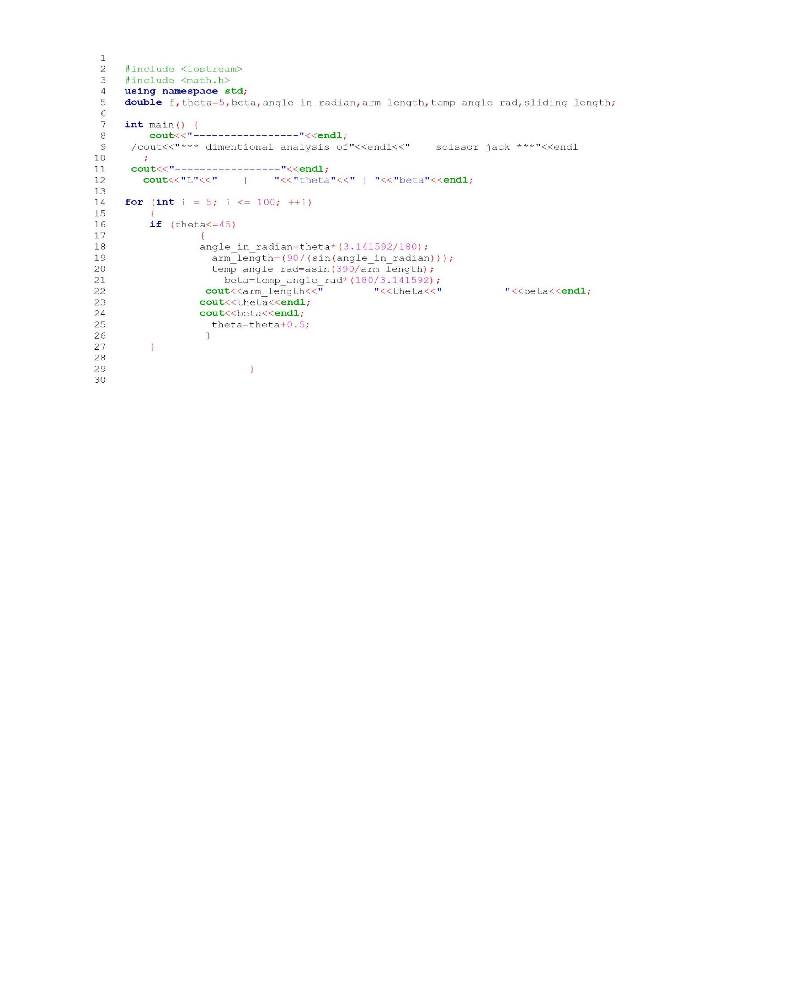 1
2 #include <iostream>
3 #include <math.h>
4 using namespace std;
5 double f,theta=5,beta,angle_in_radian,arm_length,temp_angle_rad,sliding_length;
6
7 int main() {
8     cout<<"-----------------"<<endl;
9  /cout<<"*** dimentional analysis of"<<endl<<"    scissor jack ***"<<endl
10    ;
11  cout<<"-----------------"<<endl;
12    cout<<"L"<<"    |    "<<"theta"<<" | "<<"beta"<<endl;
13
14 for (int i = 5; i <= 100; ++i)
15     {
16     if (theta<=45)
17             {
18             angle_in_radian=theta*(3.141592/180);
19               arm_length=(90/(sin(angle_in_radian)));
20               temp_angle_rad=asin(390/arm_length);
21                 beta=temp_angle_rad*(180/3.141592);
22              cout<<arm_length<<"        "<<theta<<"          "<<beta<<endl;
23             cout<<theta<<endl;
24             cout<<beta<<endl;
25               theta=theta+0.5;
26              }
27     }
28
29                     }
30